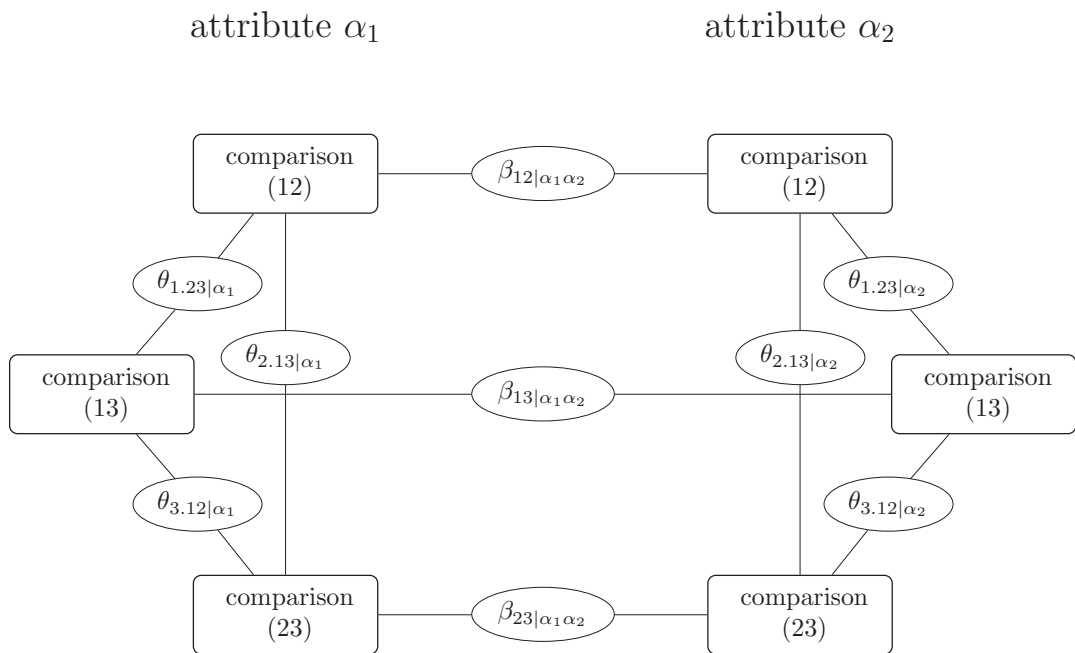 attribute α₁ attribute α₂
comparison (12) β₁₂|α₁α₂ comparison (12)
θ₁.₂₃|α₁ θ₁.₂₃|α₂
θ₂.₁₃|α₁ θ₂.₁₃|α₂
comparison (13) β₁₃|α₁α₂ comparison (13)
θ₃.₁₂|α₁ θ₃.₁₂|α₂
comparison (23) β₂₃|α₁α₂ comparison (23)